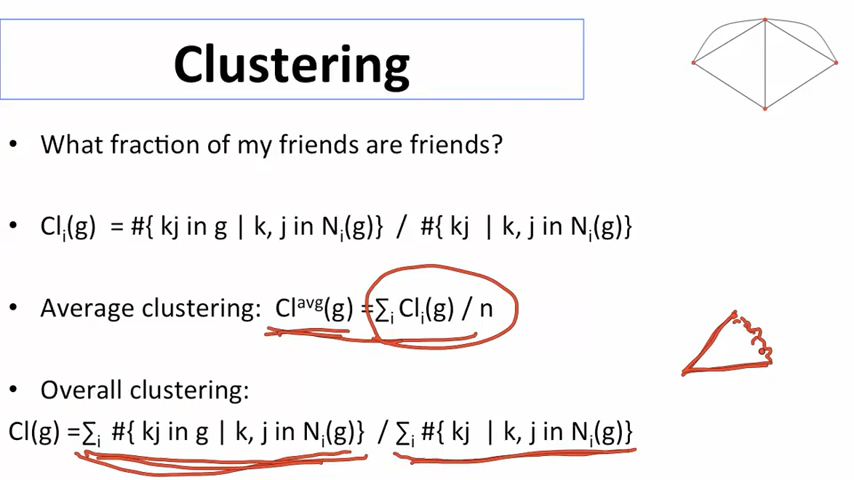 Clustering
• What fraction of my friends are friends?
• Clᵢ(g) = #{ kj in g | k, j in Nᵢ(g)} / #{ kj | k, j in Nᵢ(g)}
• Average clustering: Clᵃᵛᵍ(g) =∑ᵢ Clᵢ(g) / n
• Overall clustering:
Cl(g) =∑ᵢ #{ kj in g | k, j in Nᵢ(g)} / ∑ᵢ #{ kj | k, j in Nᵢ(g)}